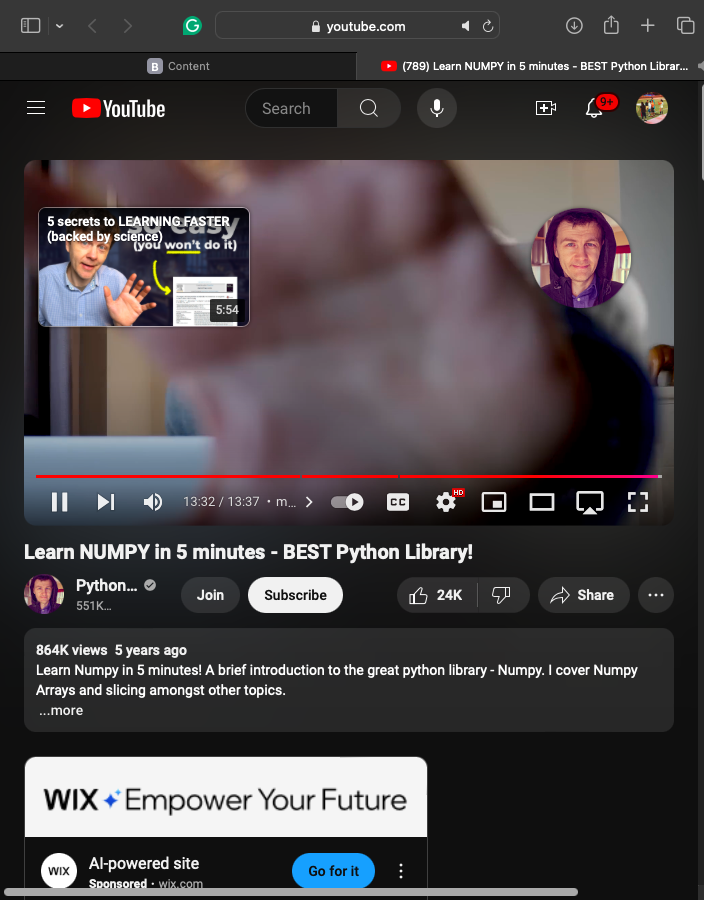 youtube.com
B Content
(789) Learn NUMPY in 5 minutes - BEST Python Librar...
YouTube
Search
9+
5 secrets to LEARNING FASTER
(backed by science)
so easy
(you won't do it)
5:54
13:32 / 13:37 • m...
CC
HD
Learn NUMPY in 5 minutes - BEST Python Library!
Python...
551K...
Join
Subscribe
24K
Share
864K views 5 years ago
Learn Numpy in 5 minutes! A brief introduction to the great python library - Numpy. I cover Numpy
Arrays and slicing amongst other topics.
...more
WIX Empower Your Future
WIX
AI-powered site
Sponsored · wix.com
Go for it